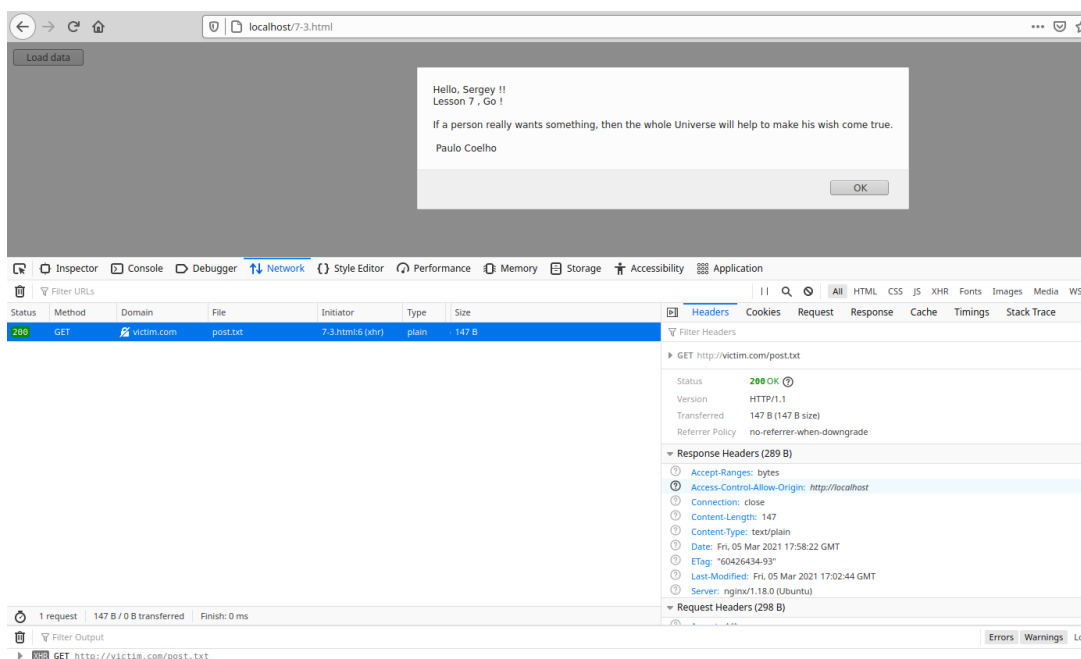 localhost/7-3.html
Load data
Hello, Sergey !!
Lesson 7 , Go !
If a person really wants something, then the whole Universe will help to make his wish come true.
Paulo Coelho
OK
Inspector Console Debugger Network Style Editor Performance Memory Storage Accessibility Application
Filter URLs
All HTML CSS JS XHR Fonts Images Media WS
Status Method Domain File Initiator Type Size
200 GET victim.com post.txt 7-3.html:6 (xhr) plain 147 B
Headers Cookies Request Response Cache Timings Stack Trace
Filter Headers
GET http://victim.com/post.txt
Status 200 OK
Version HTTP/1.1
Transferred 147 B (147 B size)
Referrer Policy no-referrer-when-downgrade
Response Headers (289 B)
Accept-Ranges: bytes
Access-Control-Allow-Origin: http://localhost
Connection: close
Content-Length: 147
Content-Type: text/plain
Date: Fri, 05 Mar 2021 17:58:22 GMT
ETag: "60426434-93"
Last-Modified: Fri, 05 Mar 2021 17:02:44 GMT
Server: nginx/1.18.0 (Ubuntu)
Request Headers (298 B)
1 request 147 B / 0 B transferred Finish: 0 ms
Filter Output
Errors Warnings
XHR GET http://victim.com/post.txt